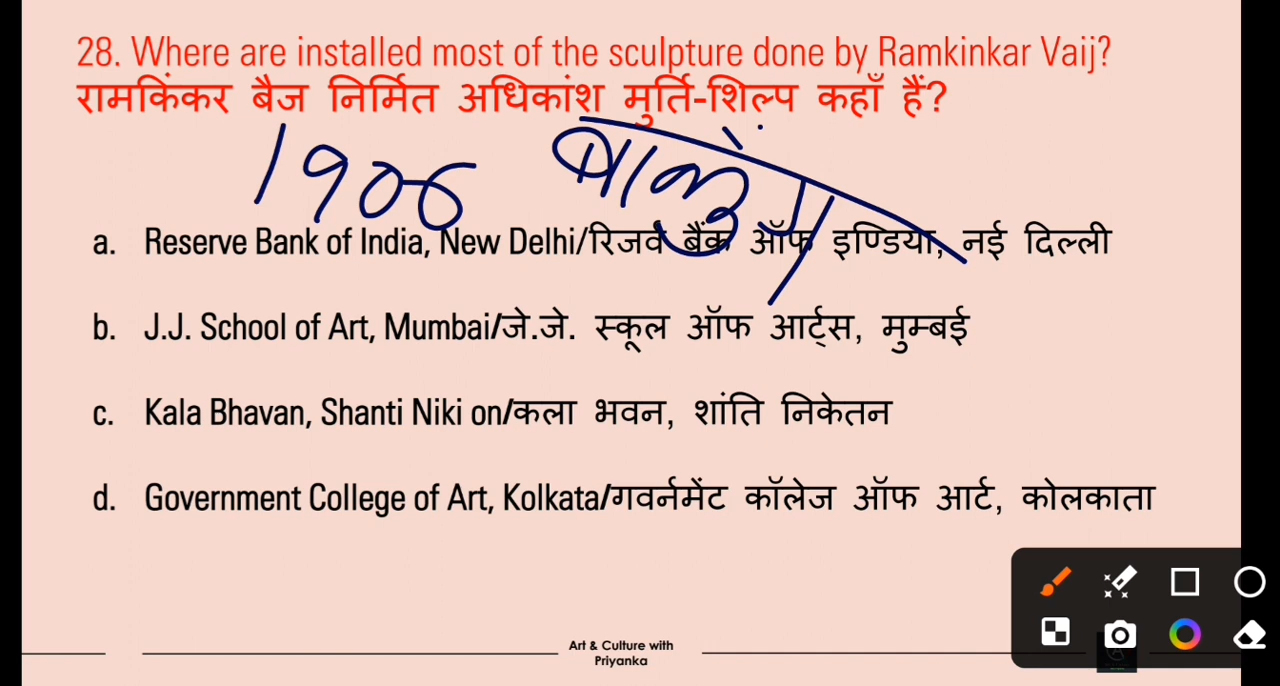 28. Where are installed most of the sculpture done by Ramkinkar Vaij?
रामकिंकर बैज निर्मित अधिकांश मुर्ति-शिल्प कहाँ हैं?
1906
a. Reserve Bank of India, New Delhi/रिजर्व बैंक ऑफ इण्डिया, नई दिल्ली
b. J.J. School of Art, Mumbai/जे.जे. स्कूल ऑफ आर्ट्स, मुम्बई
c. Kala Bhavan, Shanti Niki on/कला भवन, शांति निकेतन
d. Government College of Art, Kolkata/गवर्नमेंट कॉलेज ऑफ आर्ट, कोलकाता
Art & Culture with
Priyanka